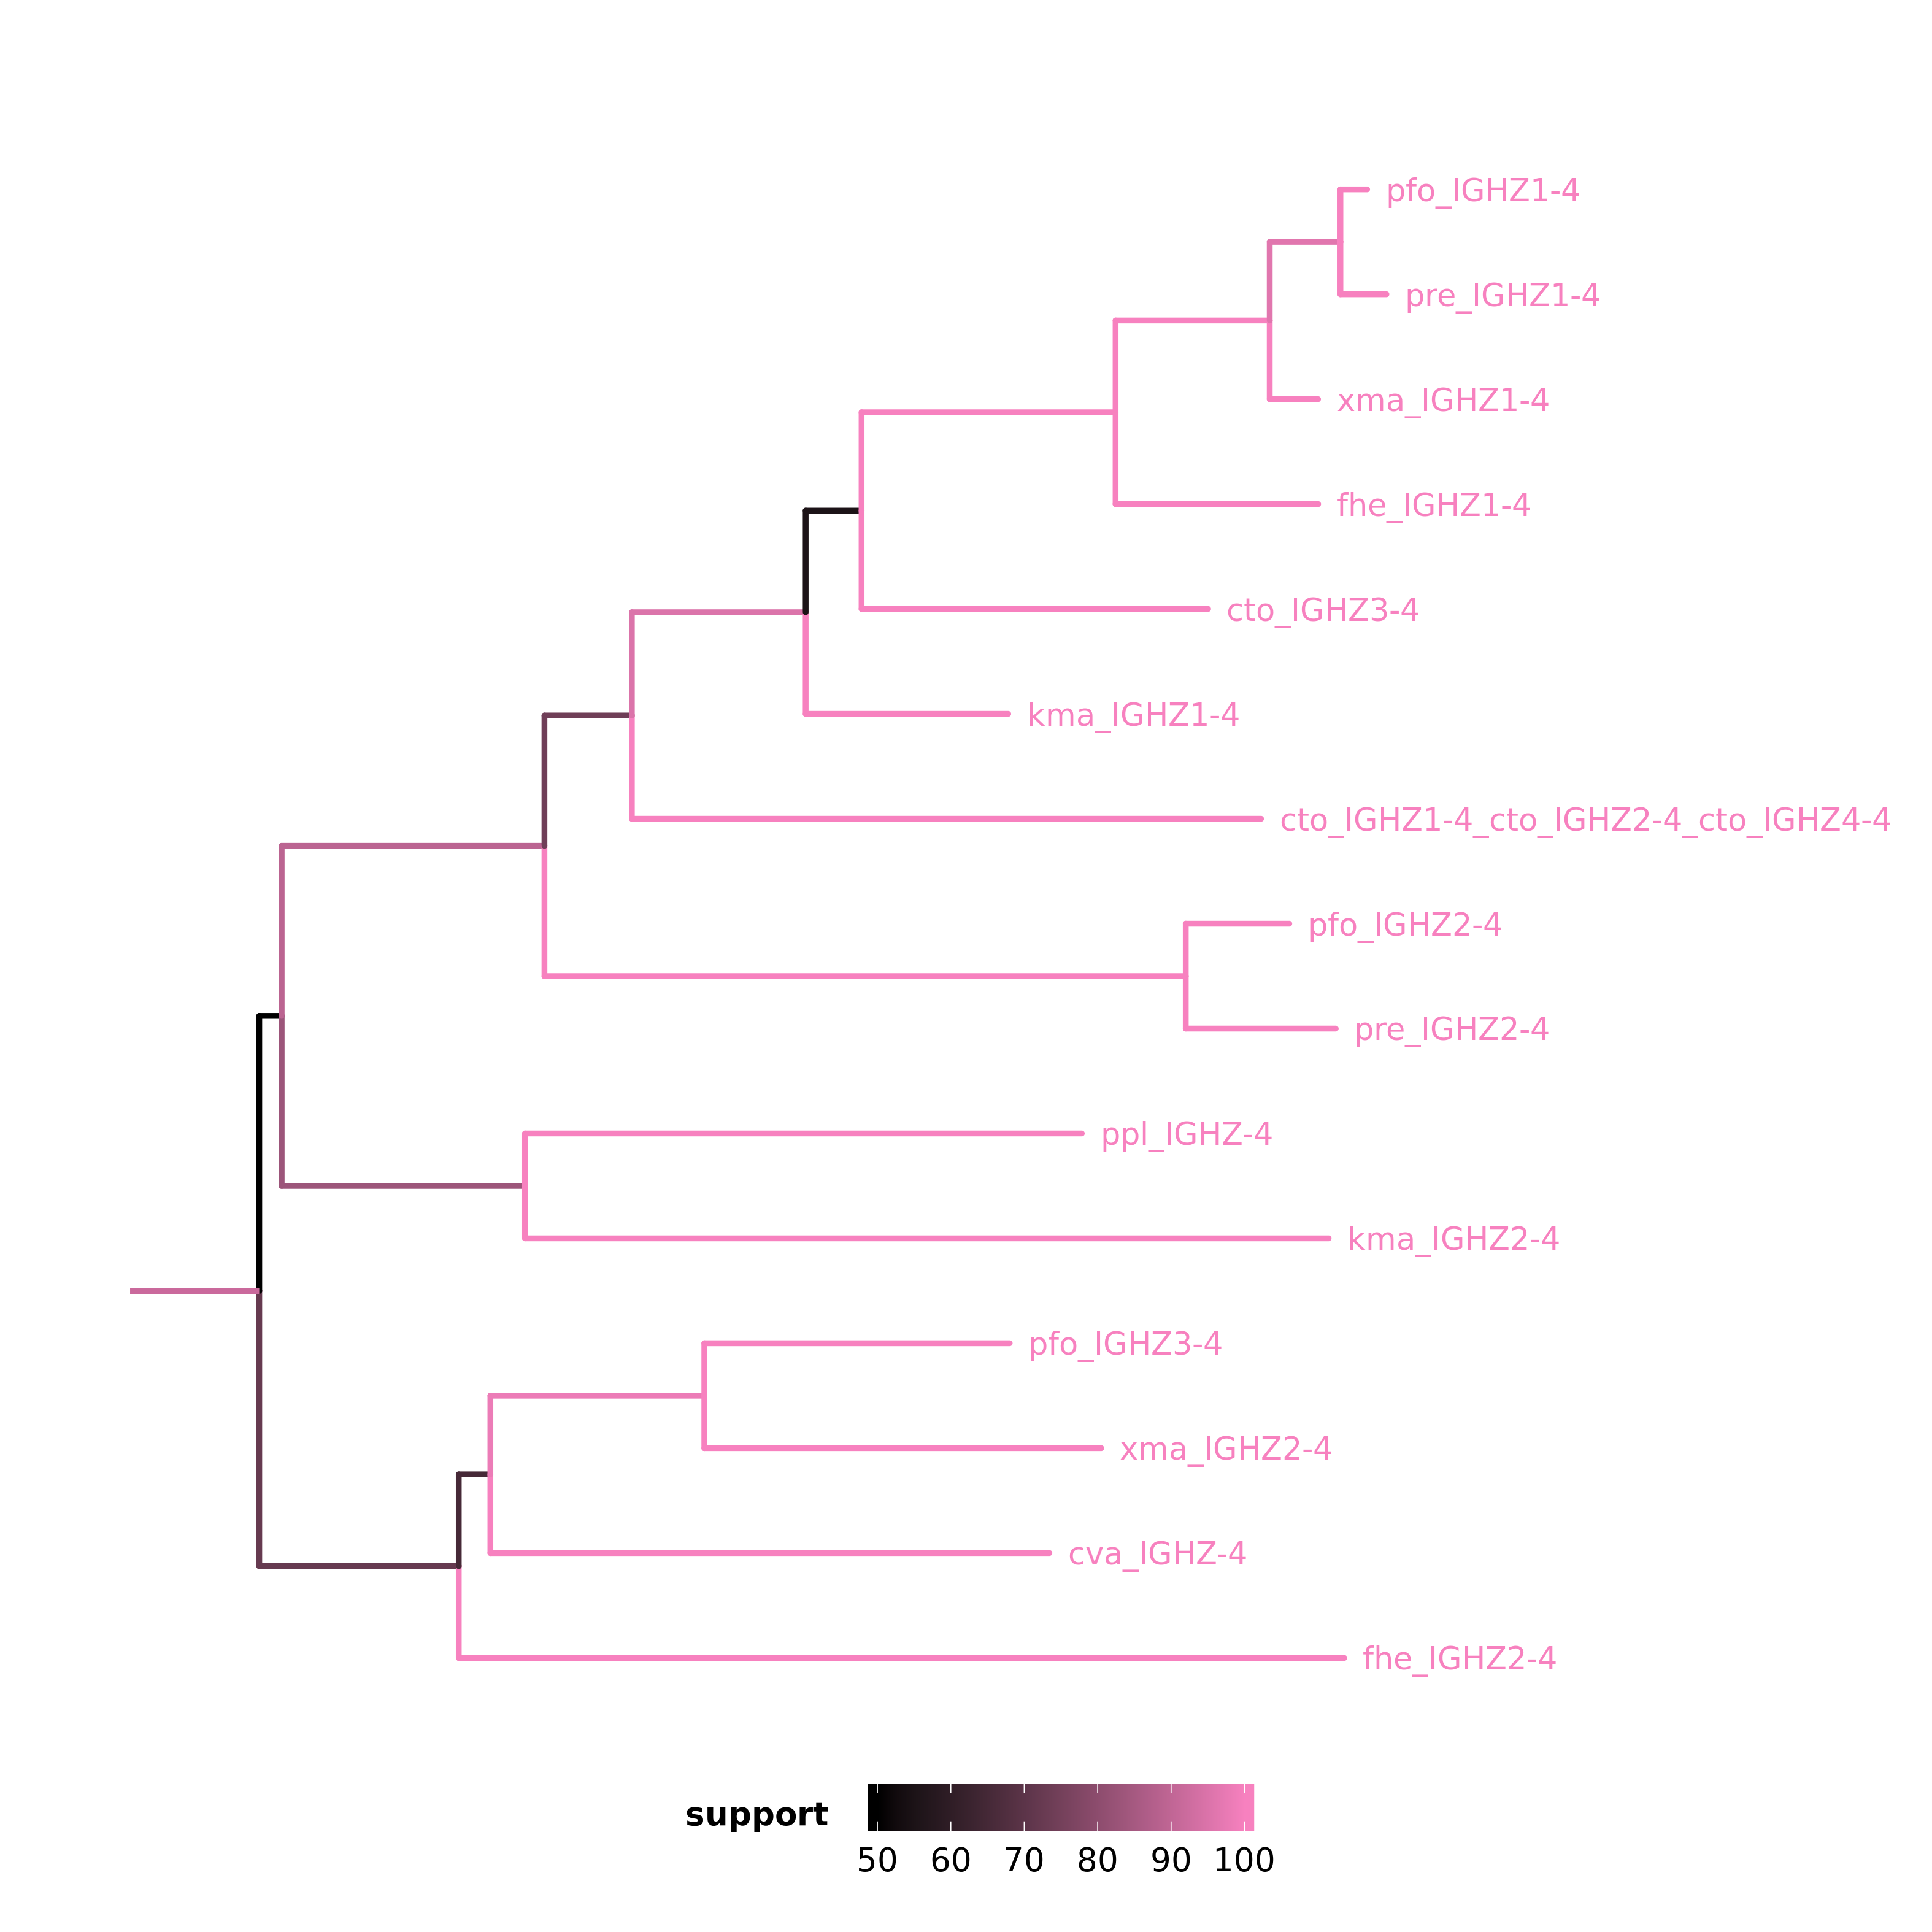 pfo_IGHZ1-4
pre_IGHZ1-4
xma_IGHZ1-4
fhe_IGHZ1-4
cto_IGHZ3-4
kma_IGHZ1-4
cto_IGHZ1-4_cto_IGHZ2-4_cto_IGHZ4-4
pfo_IGHZ2-4
pre_IGHZ2-4
ppl_IGHZ-4
kma_IGHZ2-4
pfo_IGHZ3-4
xma_IGHZ2-4
cva_IGHZ-4
fhe_IGHZ2-4
support
50 60 70 80 90 100